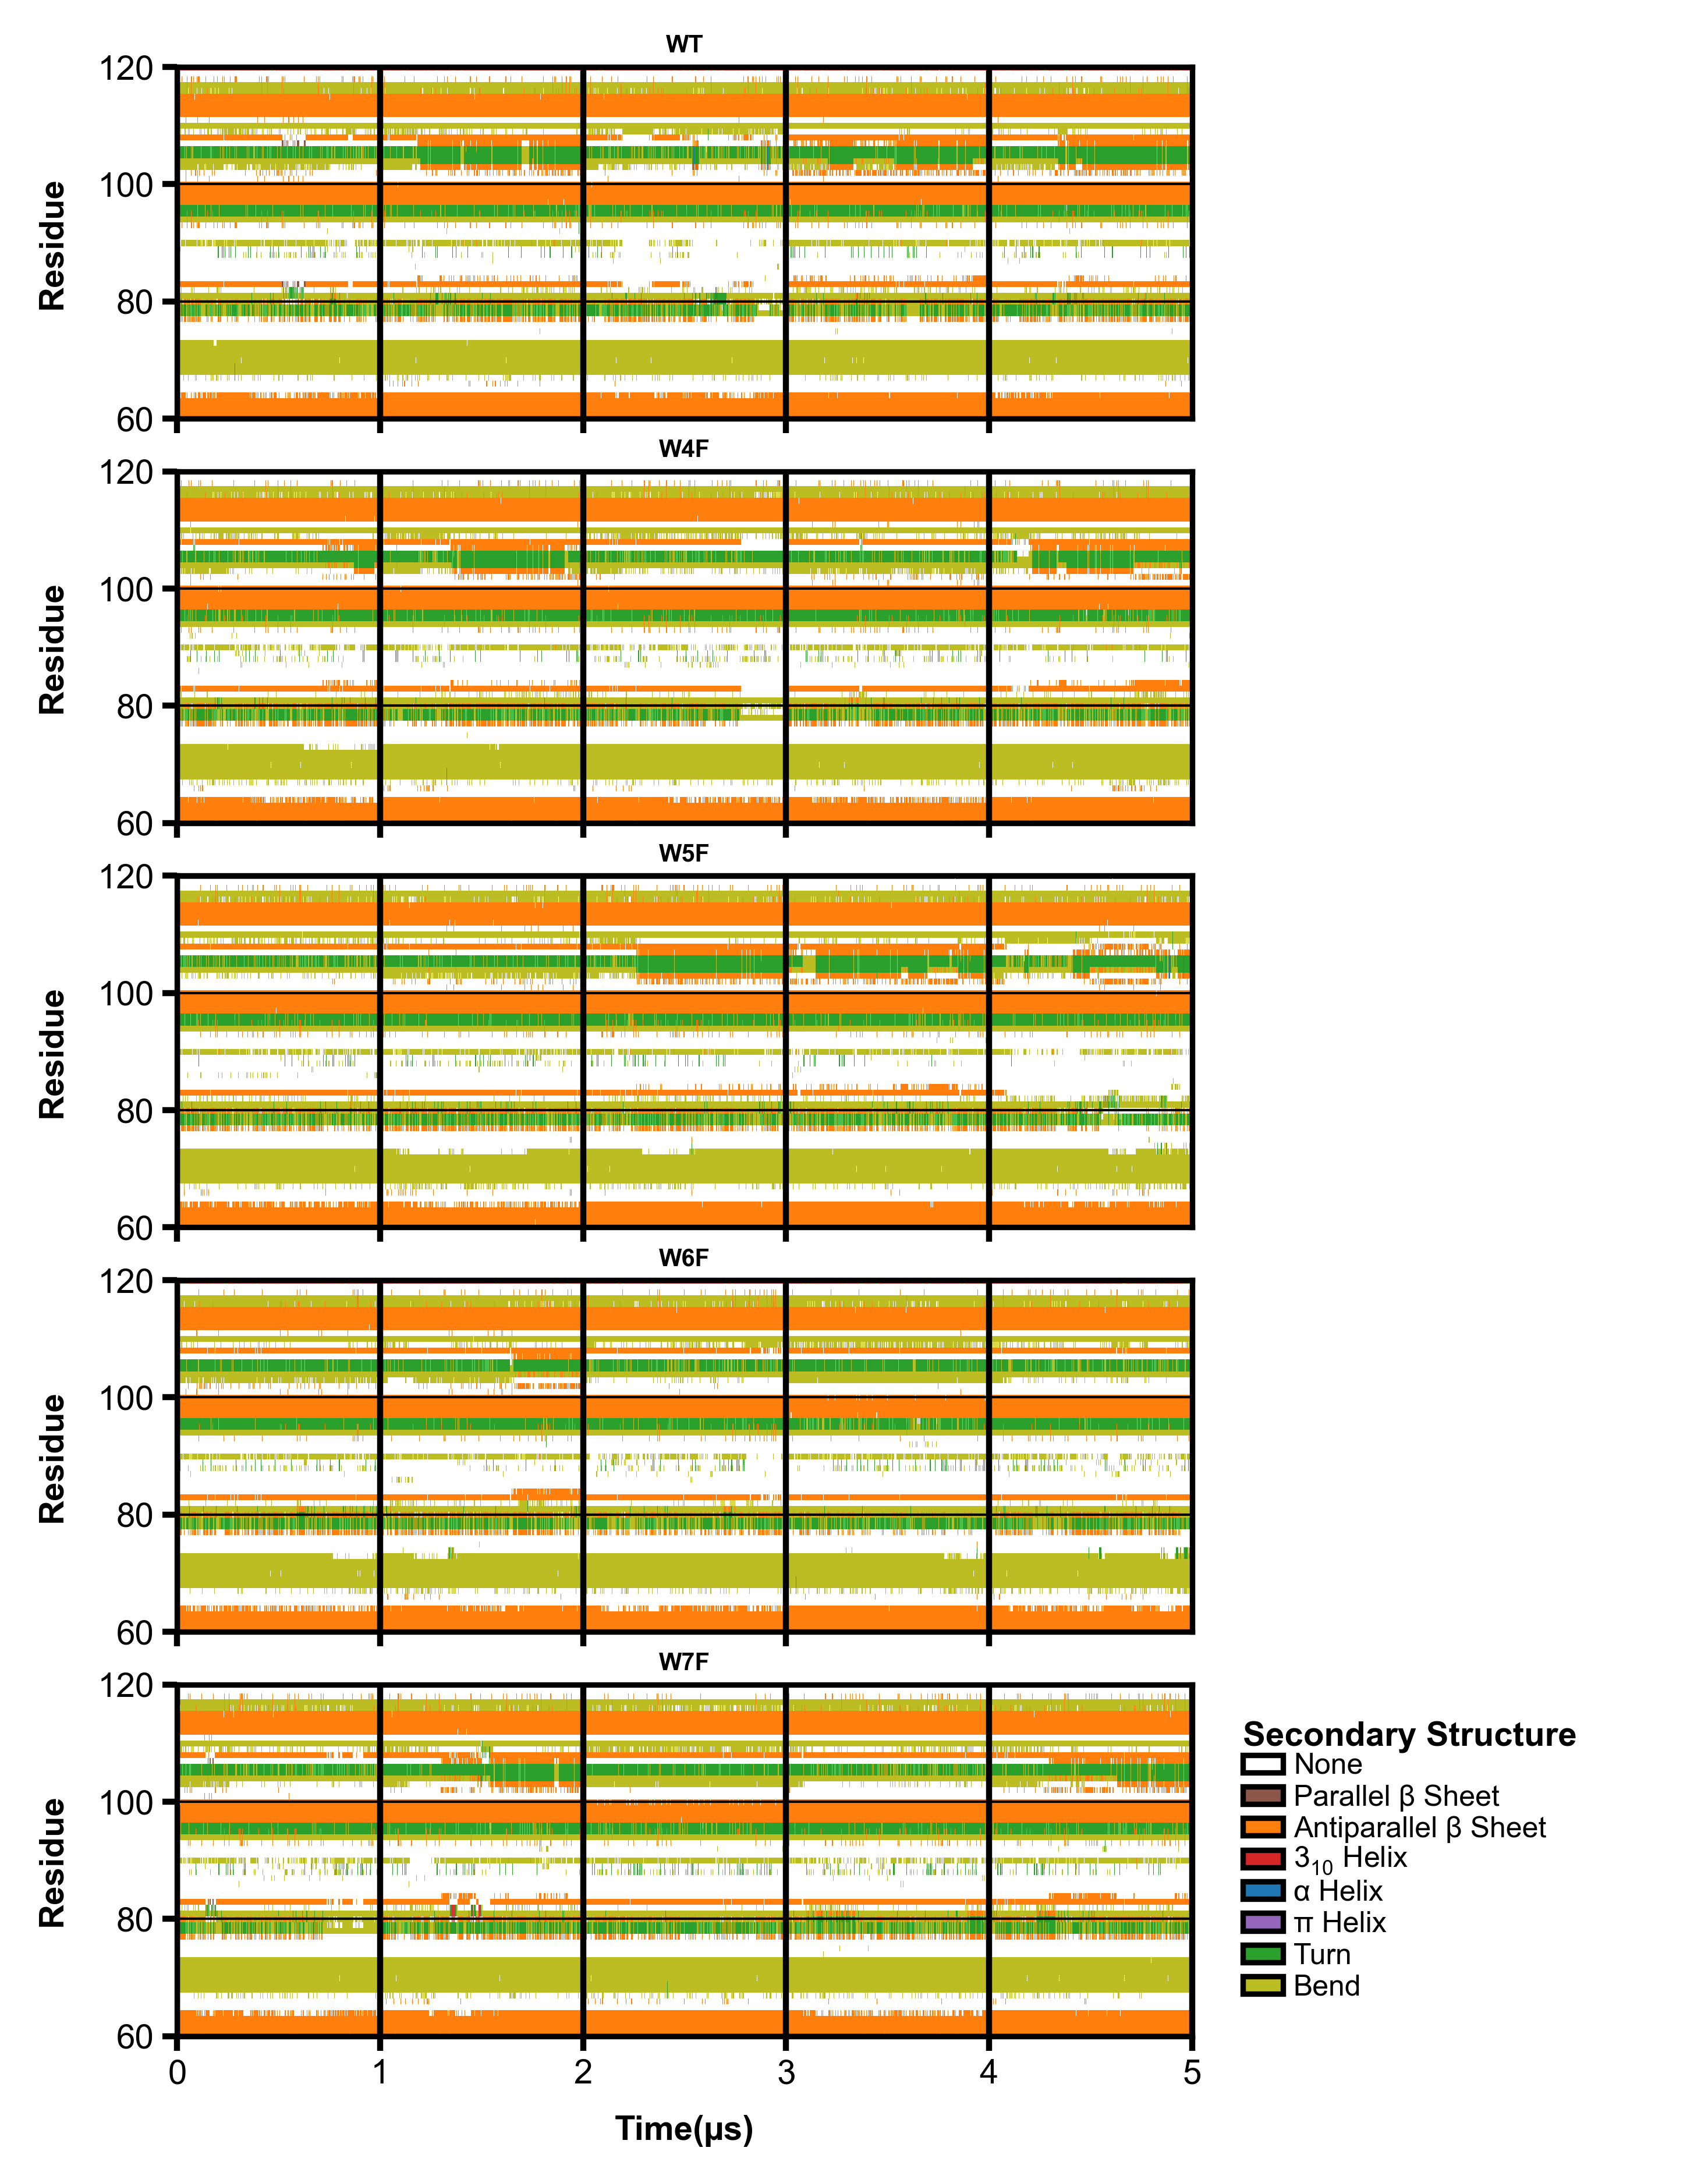 WT
120
100
80
60
Residue
W4F
120
100
80
60
Residue
W5F
120
100
80
60
Residue
W6F
120
100
80
60
Residue
W7F
120
100
80
60
Residue
0 1 2 3 4 5
Time(µs)
Secondary Structure
None
Parallel β Sheet
Antiparallel β Sheet
3₁₀ Helix
α Helix
π Helix
Turn
Bend